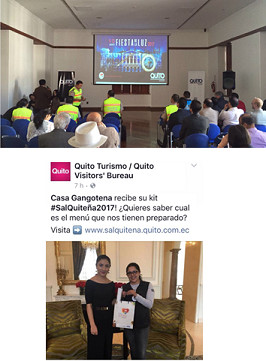 FIESTA LUZ
QUITO
Quito
Quito Turismo / Quito
Visitors' Bureau
7 h
Casa Gangotena recibe su kit
#SalQuiteña2017! ¿Quieres saber cual
es el menú que nos tienen preparado?
Visita ➡ www.salquitena.quito.com.ec